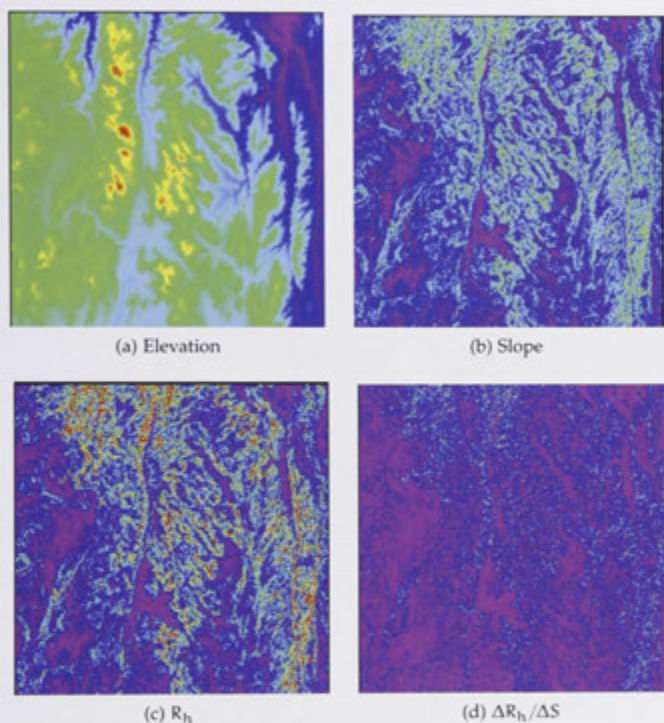 (a) Elevation
(b) Slope
(c) Rₕ
(d) ΔRₕ/ΔS